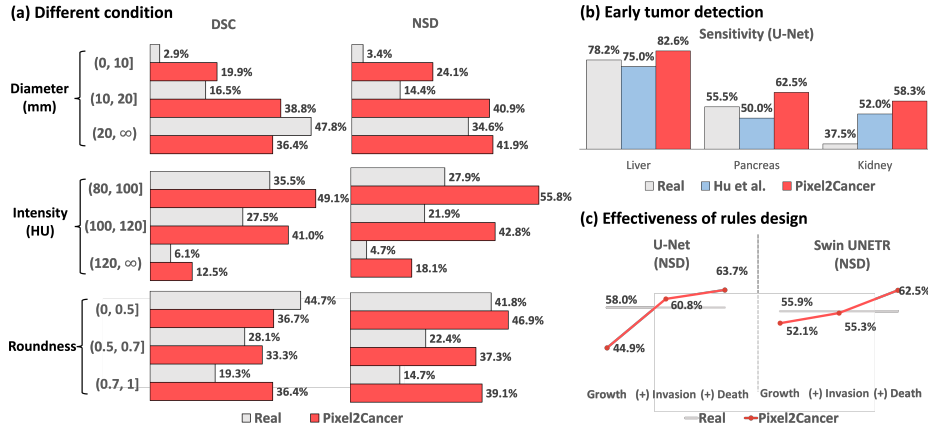 (a) Different condition
DSC
NSD
Diameter
(mm)
(0, 10]
2.9%
19.9%
3.4%
24.1%
(10, 20]
16.5%
38.8%
14.4%
40.9%
(20, ∞)
47.8%
36.4%
34.6%
41.9%
Intensity
(HU)
(80, 100]
35.5%
49.1%
27.9%
55.8%
(100, 120]
27.5%
41.0%
21.9%
42.8%
(120, ∞)
6.1%
12.5%
4.7%
18.1%
Roundness
(0, 0.5]
44.7%
36.7%
41.8%
46.9%
(0.5, 0.7]
28.1%
33.3%
22.4%
37.3%
(0.7, 1]
19.3%
36.4%
14.7%
39.1%
Real Pixel2Cancer
(b) Early tumor detection
Sensitivity (U-Net)
78.2% 75.0% 82.6%
55.5% 50.0% 62.5%
37.5% 52.0% 58.3%
Liver Pancreas Kidney
Real Hu et al. Pixel2Cancer
(c) Effectiveness of rules design
U-Net
(NSD)
58.0%
44.9%
60.8%
63.7%
Growth (+) Invasion (+) Death
Swin UNETR
(NSD)
55.9%
52.1%
55.3%
62.5%
Growth (+) Invasion (+) Death
Real Pixel2Cancer